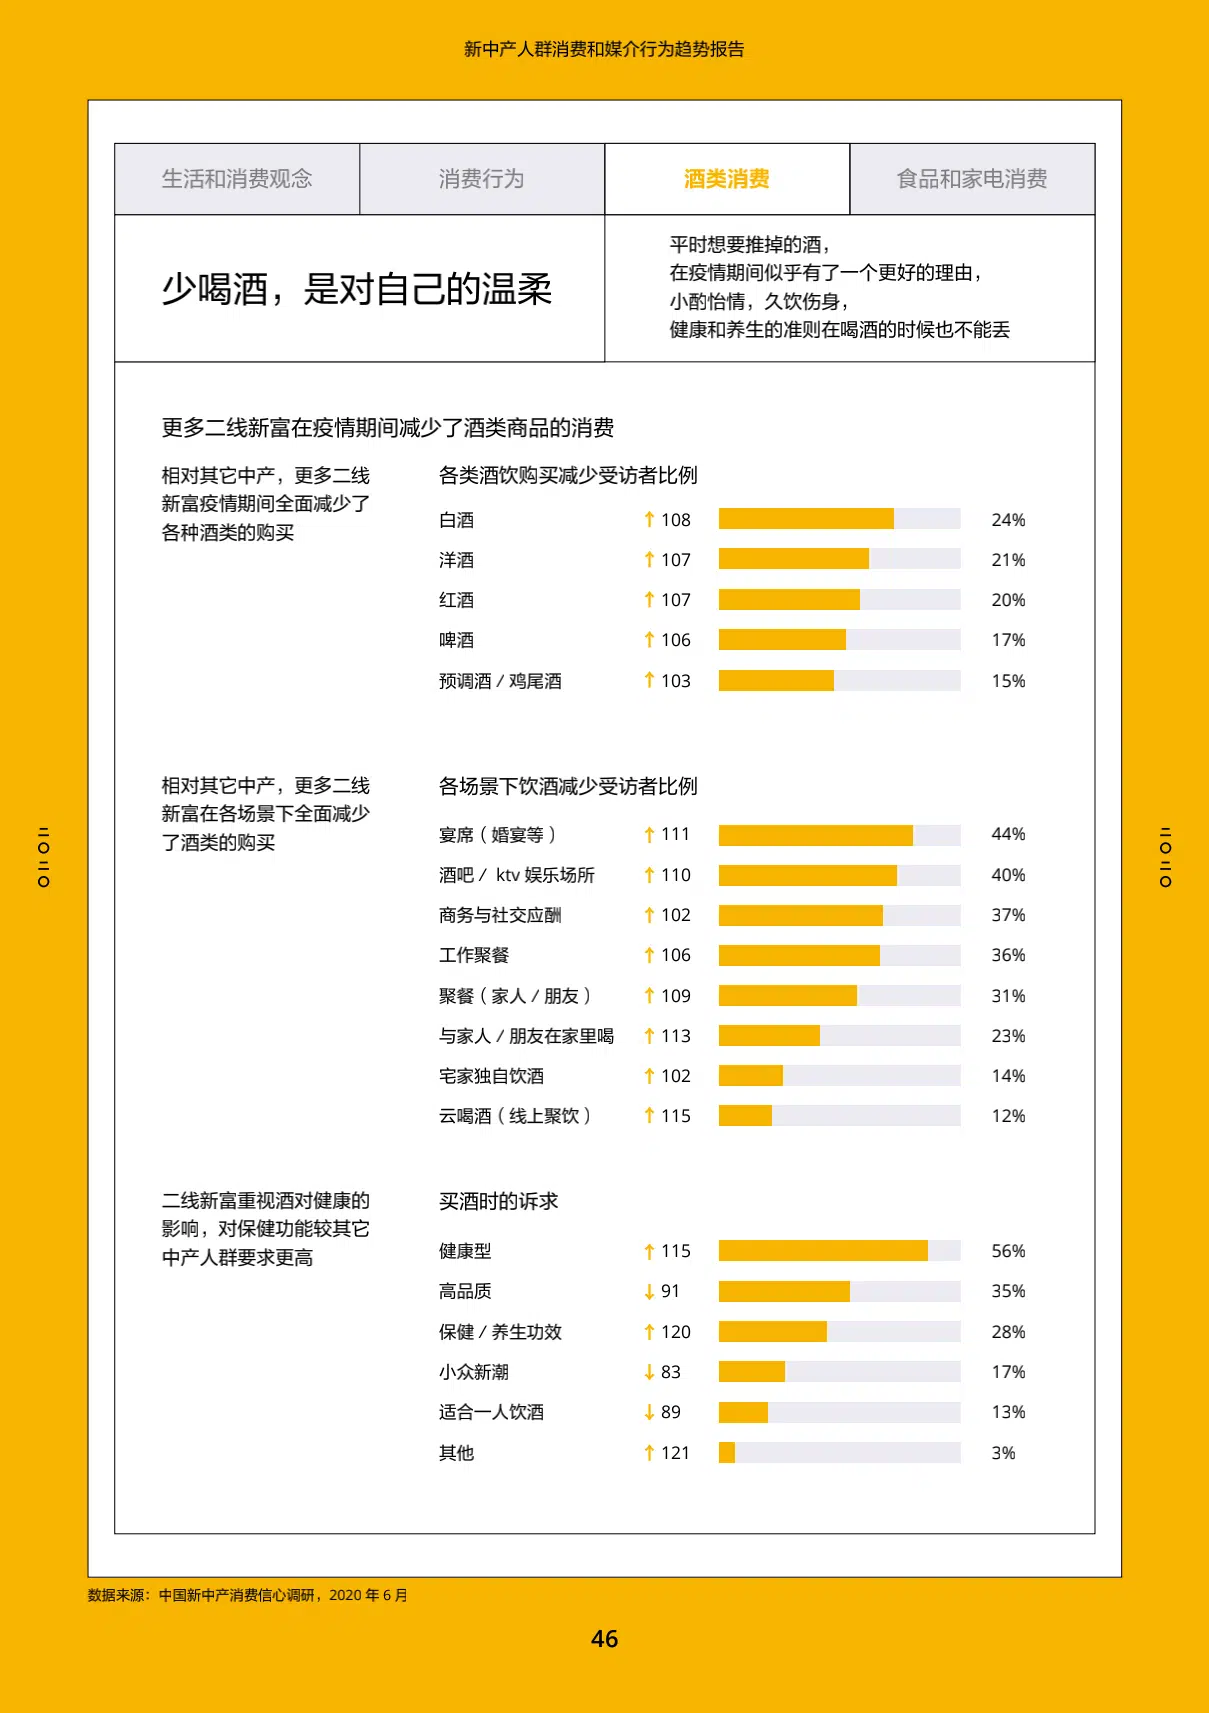 新中产人群消费和媒介行为趋势报告
生活和消费观念 消费行为 酒类消费 食品和家电消费
少喝酒，是对自己的温柔
平时想要推掉的酒，
在疫情期间似乎有了一个更好的理由，
小酌怡情，久饮伤身，
健康和养生的准则在喝酒的时候也不能丢
更多二线新富在疫情期间减少了酒类商品的消费
相对其它中产，更多二线
新富疫情期间全面减少了
各种酒类的购买
各类酒饮购买减少受访者比例
白酒 ↑ 108 24%
洋酒 ↑ 107 21%
红酒 ↑ 107 20%
啤酒 ↑ 106 17%
预调酒 / 鸡尾酒 ↑ 103 15%
相对其它中产，更多二线
新富在各场景下全面减少
了酒类的购买
各场景下饮酒减少受访者比例
宴席（婚宴等） ↑ 111 44%
酒吧 / ktv 娱乐场所 ↑ 110 40%
商务与社交应酬 ↑ 102 37%
工作聚餐 ↑ 106 36%
聚餐（家人 / 朋友） ↑ 109 31%
与家人 / 朋友在家里喝 ↑ 113 23%
宅家独自饮酒 ↑ 102 14%
云喝酒（线上聚饮） ↑ 115 12%
二线新富重视酒对健康的
影响，对保健功能较其它
中产人群要求更高
买酒时的诉求
健康型 ↑ 115 56%
高品质 ↓ 91 35%
保健 / 养生功效 ↑ 120 28%
小众新潮 ↓ 83 17%
适合一人饮酒 ↓ 89 13%
其他 ↑ 121 3%
二〇二〇
二〇二〇
数据来源：中国新中产消费信心调研，2020 年 6 月
46